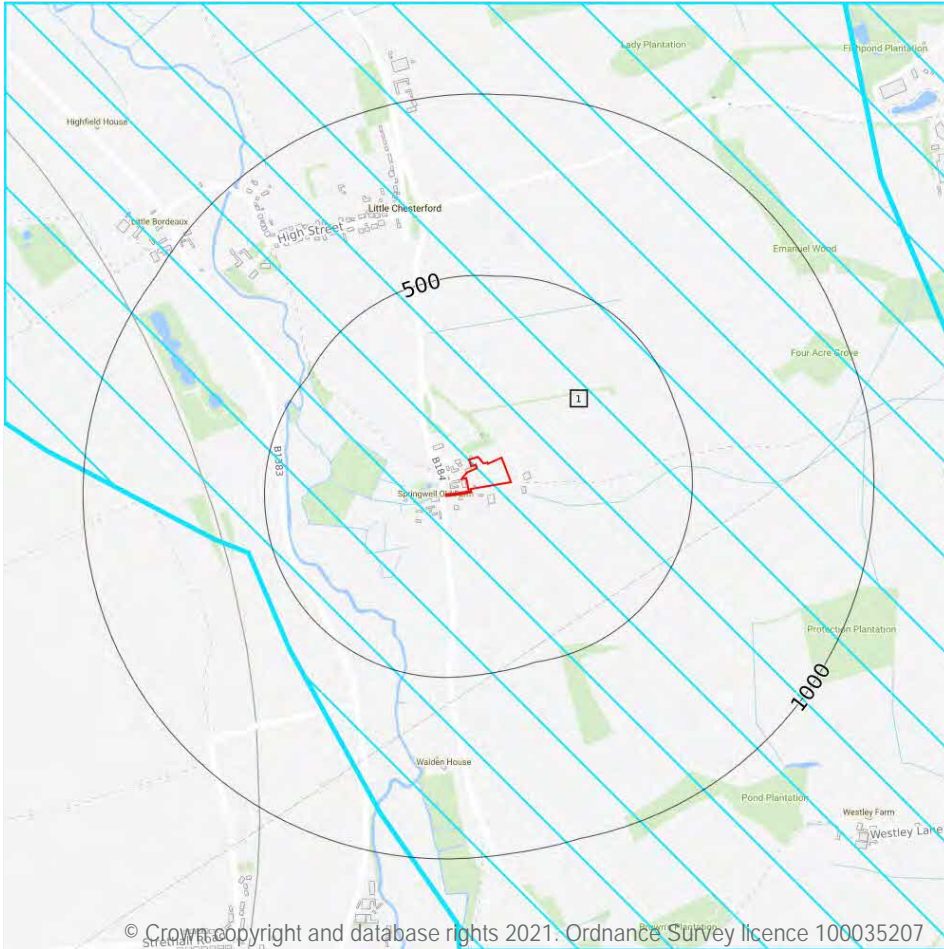 Lady Plantation
Fishpond Plantation
Highfield House
Little Chesterford
Little Bordeaux
High Street
Emanuel Wood
500
Four Acre Grove
1
B184
B1383
Protection Plantation
1000
Walden House
Pond Plantation
Westley Farm
Westley Lane
© Crown copyright and database rights 2021. Ordnance Survey licence 100035207